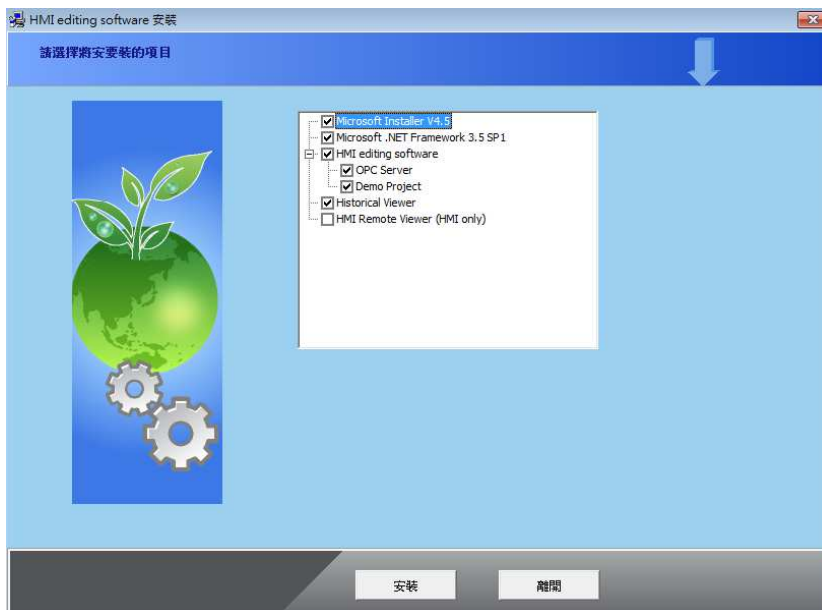 HMI editing software 安裝
請選擇將安要裝的項目
Microsoft Installer V4.5
Microsoft .NET Framework 3.5 SP1
HMI editing software
OPC Server
Demo Project
Historical Viewer
HMI Remote Viewer (HMI only)
安裝
離開